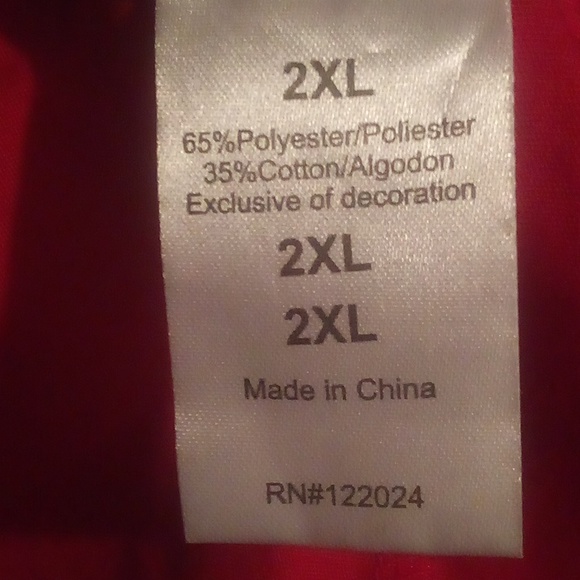 2XL
65%Polyester/Poliester
35%Cotton/Algodon
Exclusive of decoration
2XL
2XL
Made in China
RN#122024